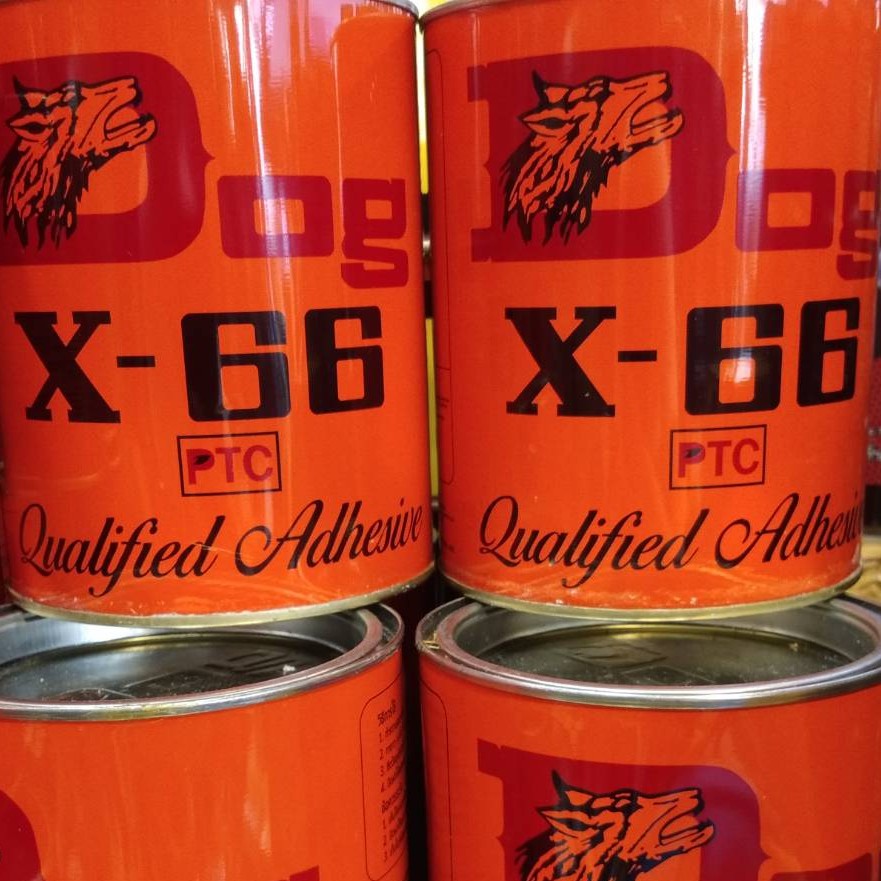 Dog
X-66
PTC
Qualified Adhesive
Dog
X-66
PTC
Qualified Adhesive